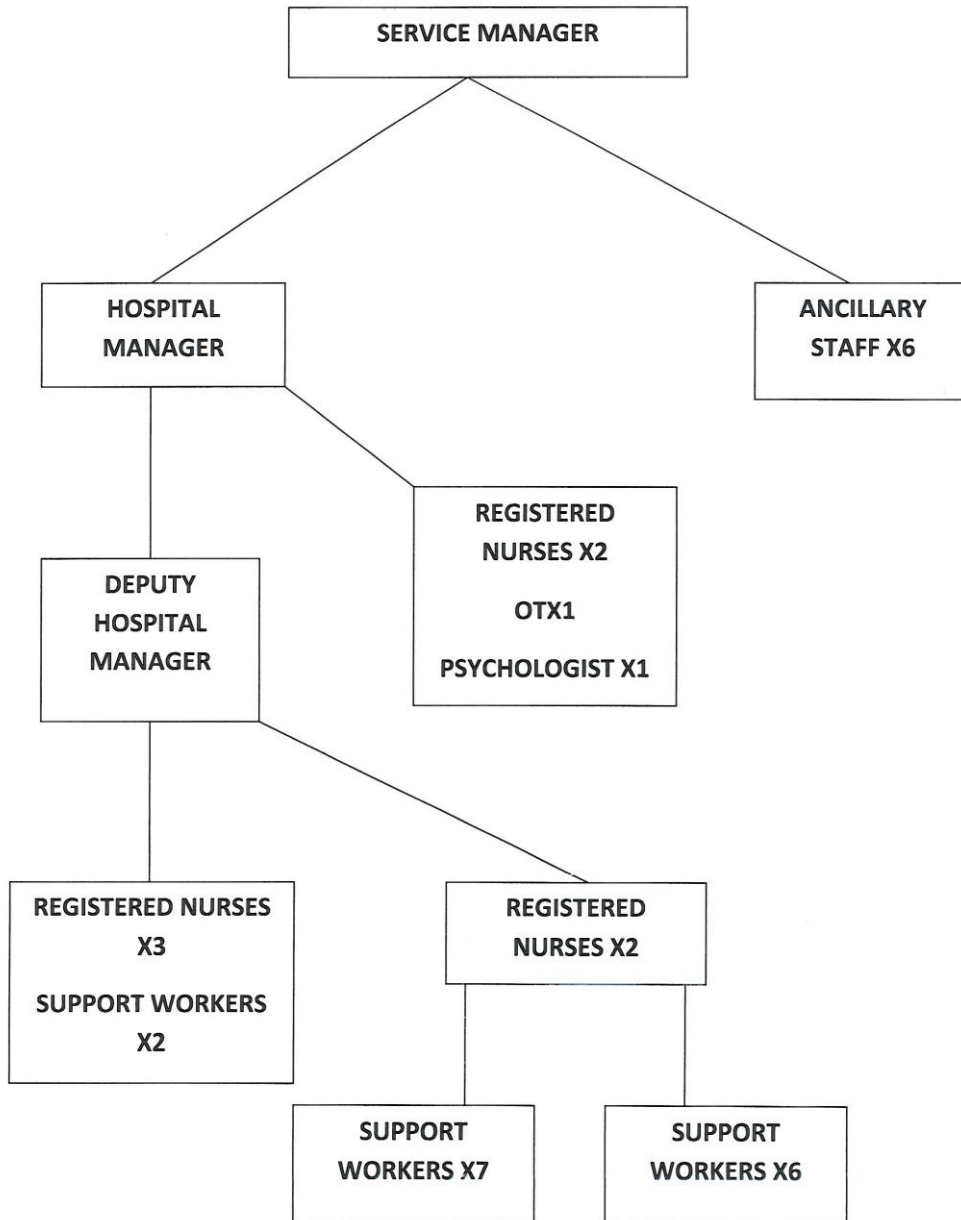 SERVICE MANAGER
HOSPITAL
MANAGER
ANCILLARY
STAFF X6
REGISTERED
NURSES X2
OTX1
PSYCHOLOGIST X1
DEPUTY
HOSPITAL
MANAGER
REGISTERED NURSES
X3
SUPPORT WORKERS
X2
REGISTERED
NURSES X2
SUPPORT
WORKERS X7
SUPPORT
WORKERS X6